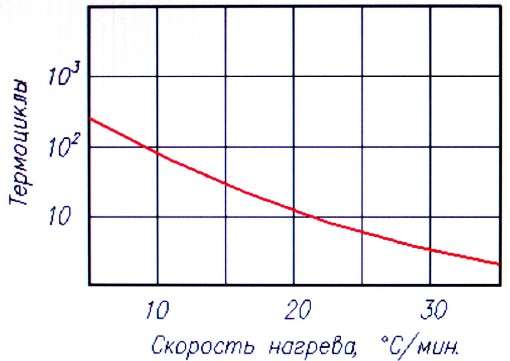 Термоциклы
10³
10²
10
10 20 30
Скорость нагрева, °С/мин.